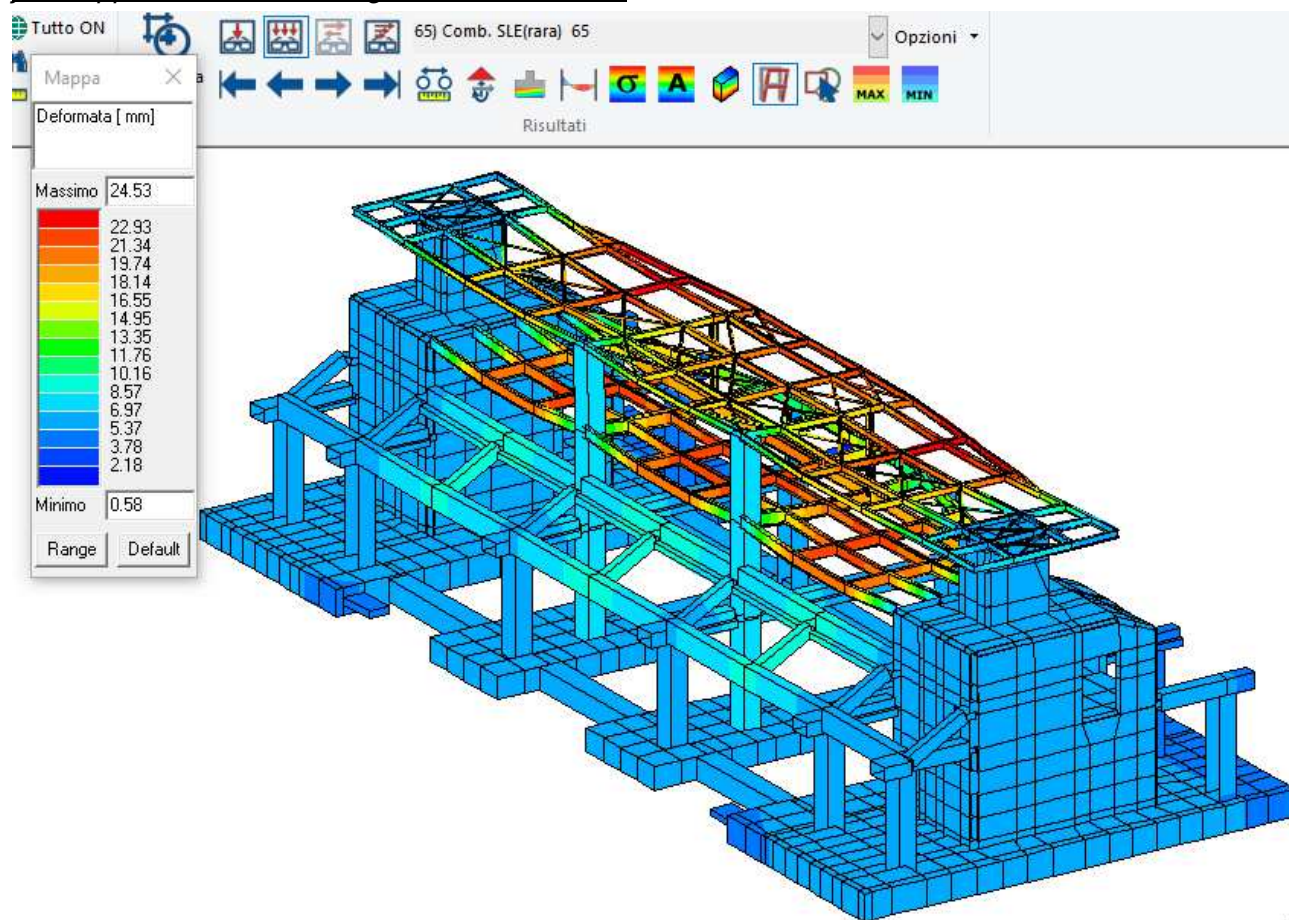 Tutto ON
65) Comb. SLE(rara) 65
Opzioni
Mappa
a
σ
A
MAX
MIN
Risultati
Deformata [ mm]
Massimo 24.53
22.93
21.34
19.74
18.14
16.55
14.95
13.35
11.76
10.16
8.57
6.97
5.37
3.78
2.18
Minimo 0.58
Range Default